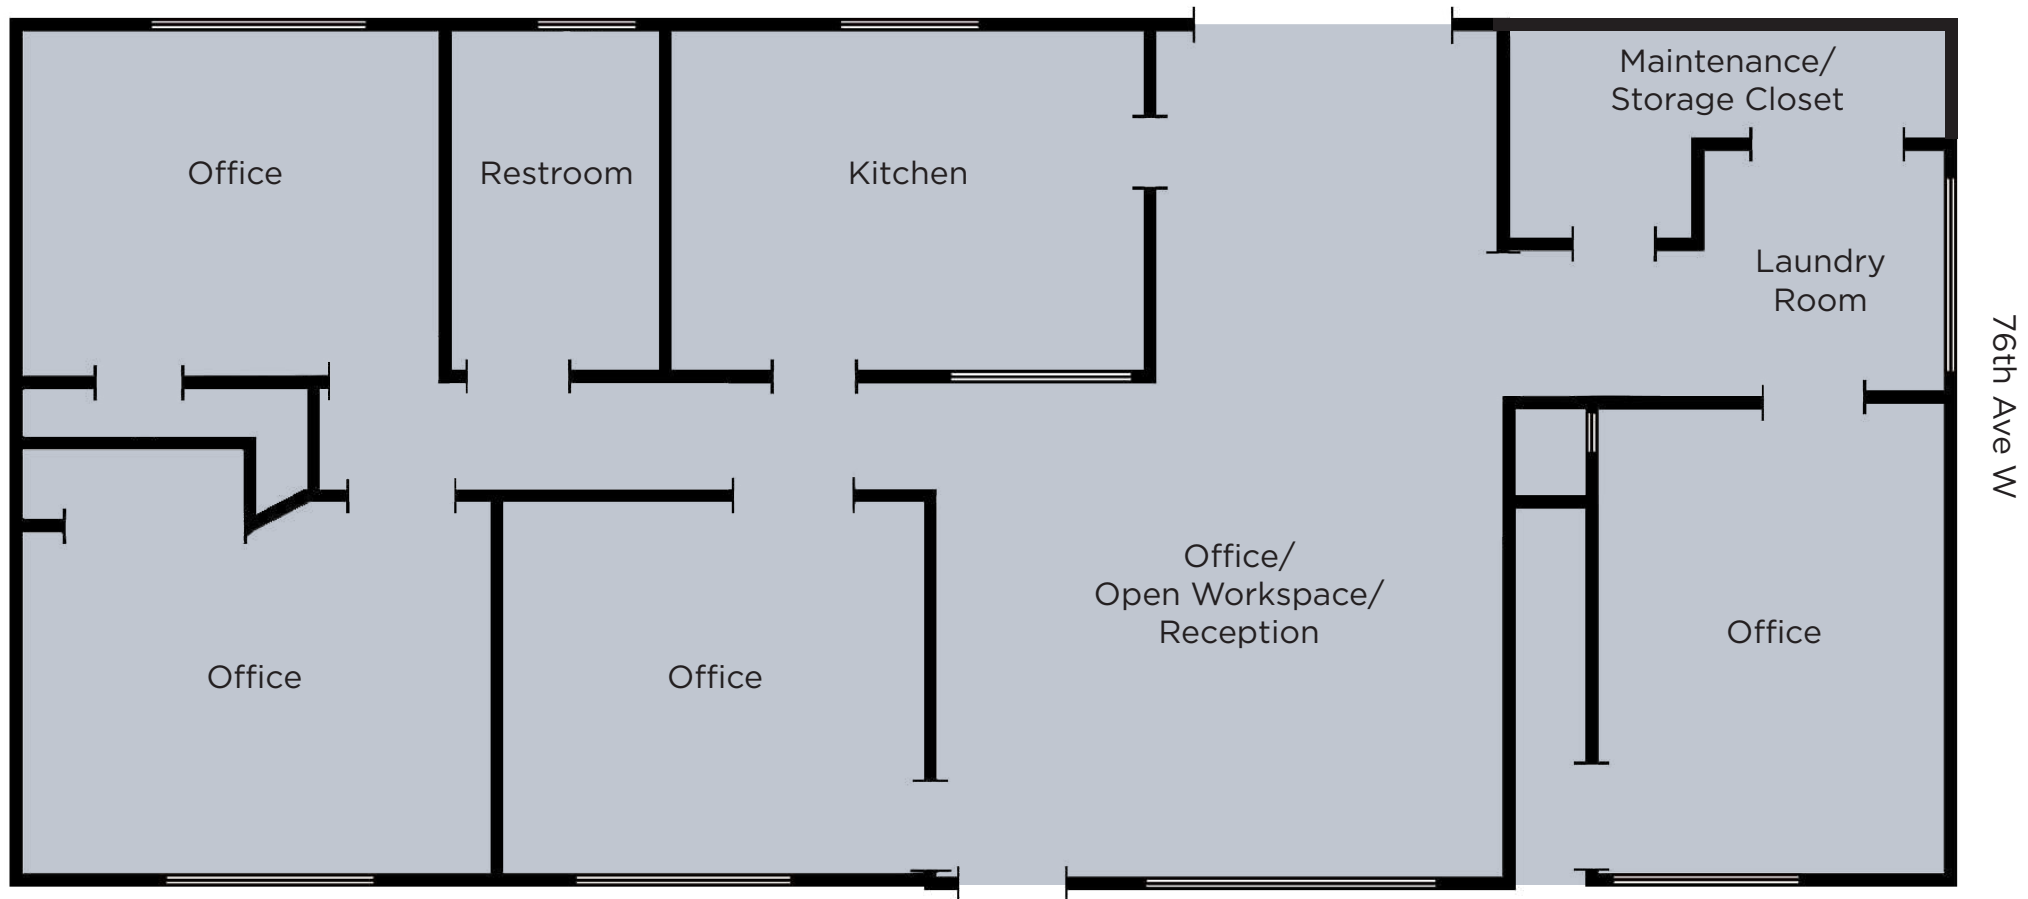 Maintenance/
Storage Closet
Office
Restroom
Kitchen
Laundry
Room
76th Ave W
Office/
Open Workspace/
Reception
Office
Office
Office